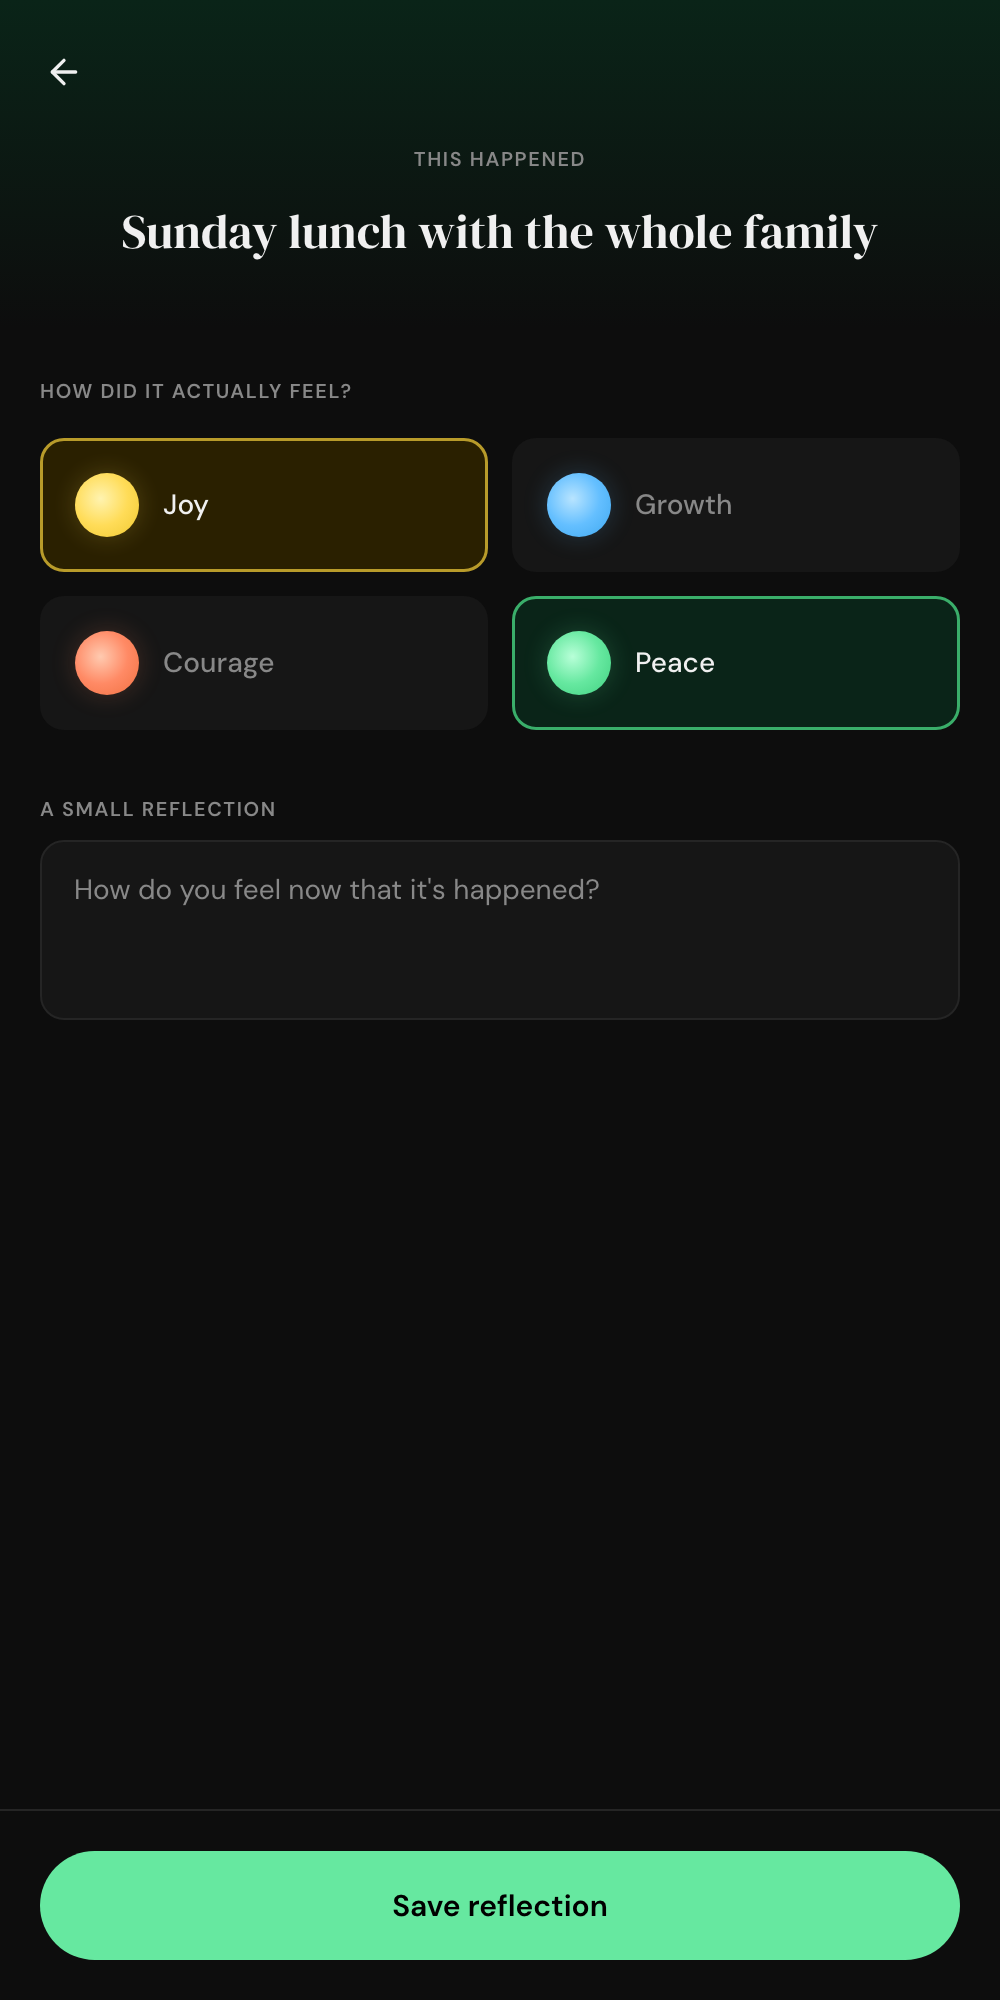 THIS HAPPENED
Sunday lunch with the whole family
HOW DID IT ACTUALLY FEEL?
Joy
Growth
Courage
Peace
A SMALL REFLECTION
How do you feel now that it's happened?
Save reflection